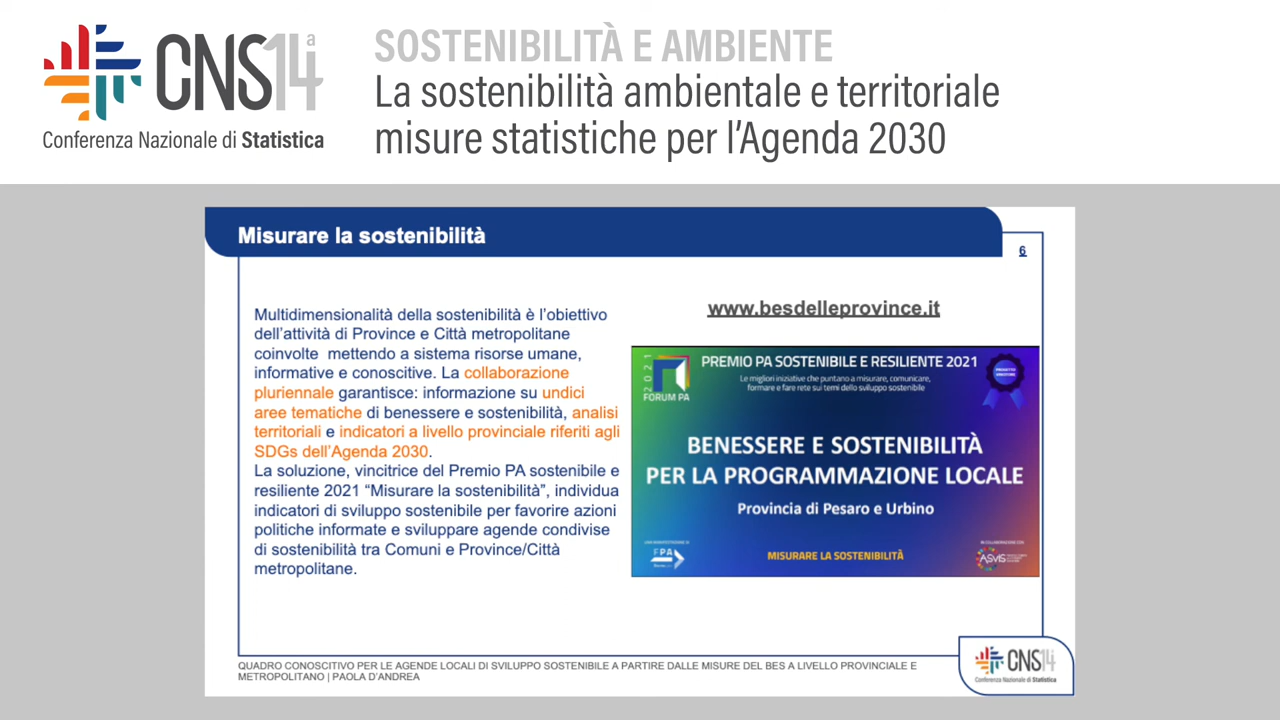 CNS14ª
Conferenza Nazionale di Statistica
SOSTENIBILITÀ E AMBIENTE
La sostenibilità ambientale e territoriale
misure statistiche per l'Agenda 2030
Misurare la sostenibilità
6
Multidimensionalità della sostenibilità è l'obiettivo
dell'attività di Province e Città metropolitane
coinvolte mettendo a sistema risorse umane,
informative e conoscitive. La collaborazione
pluriennale garantisce: informazione su undici
aree tematiche di benessere e sostenibilità, analisi
territoriali e indicatori a livello provinciale riferiti agli
SDGs dell'Agenda 2030.
La soluzione, vincitrice del Premio PA sostenibile e
resiliente 2021 “Misurare la sostenibilità”, individua
indicatori di sviluppo sostenibile per favorire azioni
politiche informate e sviluppare agende condivise
di sostenibilità tra Comuni e Province/Città
metropolitane.
www.besdelleprovince.it
2021
FORUM PA
PREMIO PA SOSTENIBILE E RESILIENTE 2021
Le migliori iniziative che puntano a misurare, comunicare,
formare e fare rete sui temi dello sviluppo sostenibile
BENESSERE E SOSTENIBILITÀ
PER LA PROGRAMMAZIONE LOCALE
Provincia di Pesaro e Urbino
FPA
MISURARE LA SOSTENIBILITÀ
ASviS
QUADRO CONOSCITIVO PER LE AGENDE LOCALI DI SVILUPPO SOSTENIBILE A PARTIRE DALLE MISURE DEL BES A LIVELLO PROVINCIALE E
METROPOLITANO | PAOLA D'ANDREA
CNS14
Conferenza Nazionale di Statistica